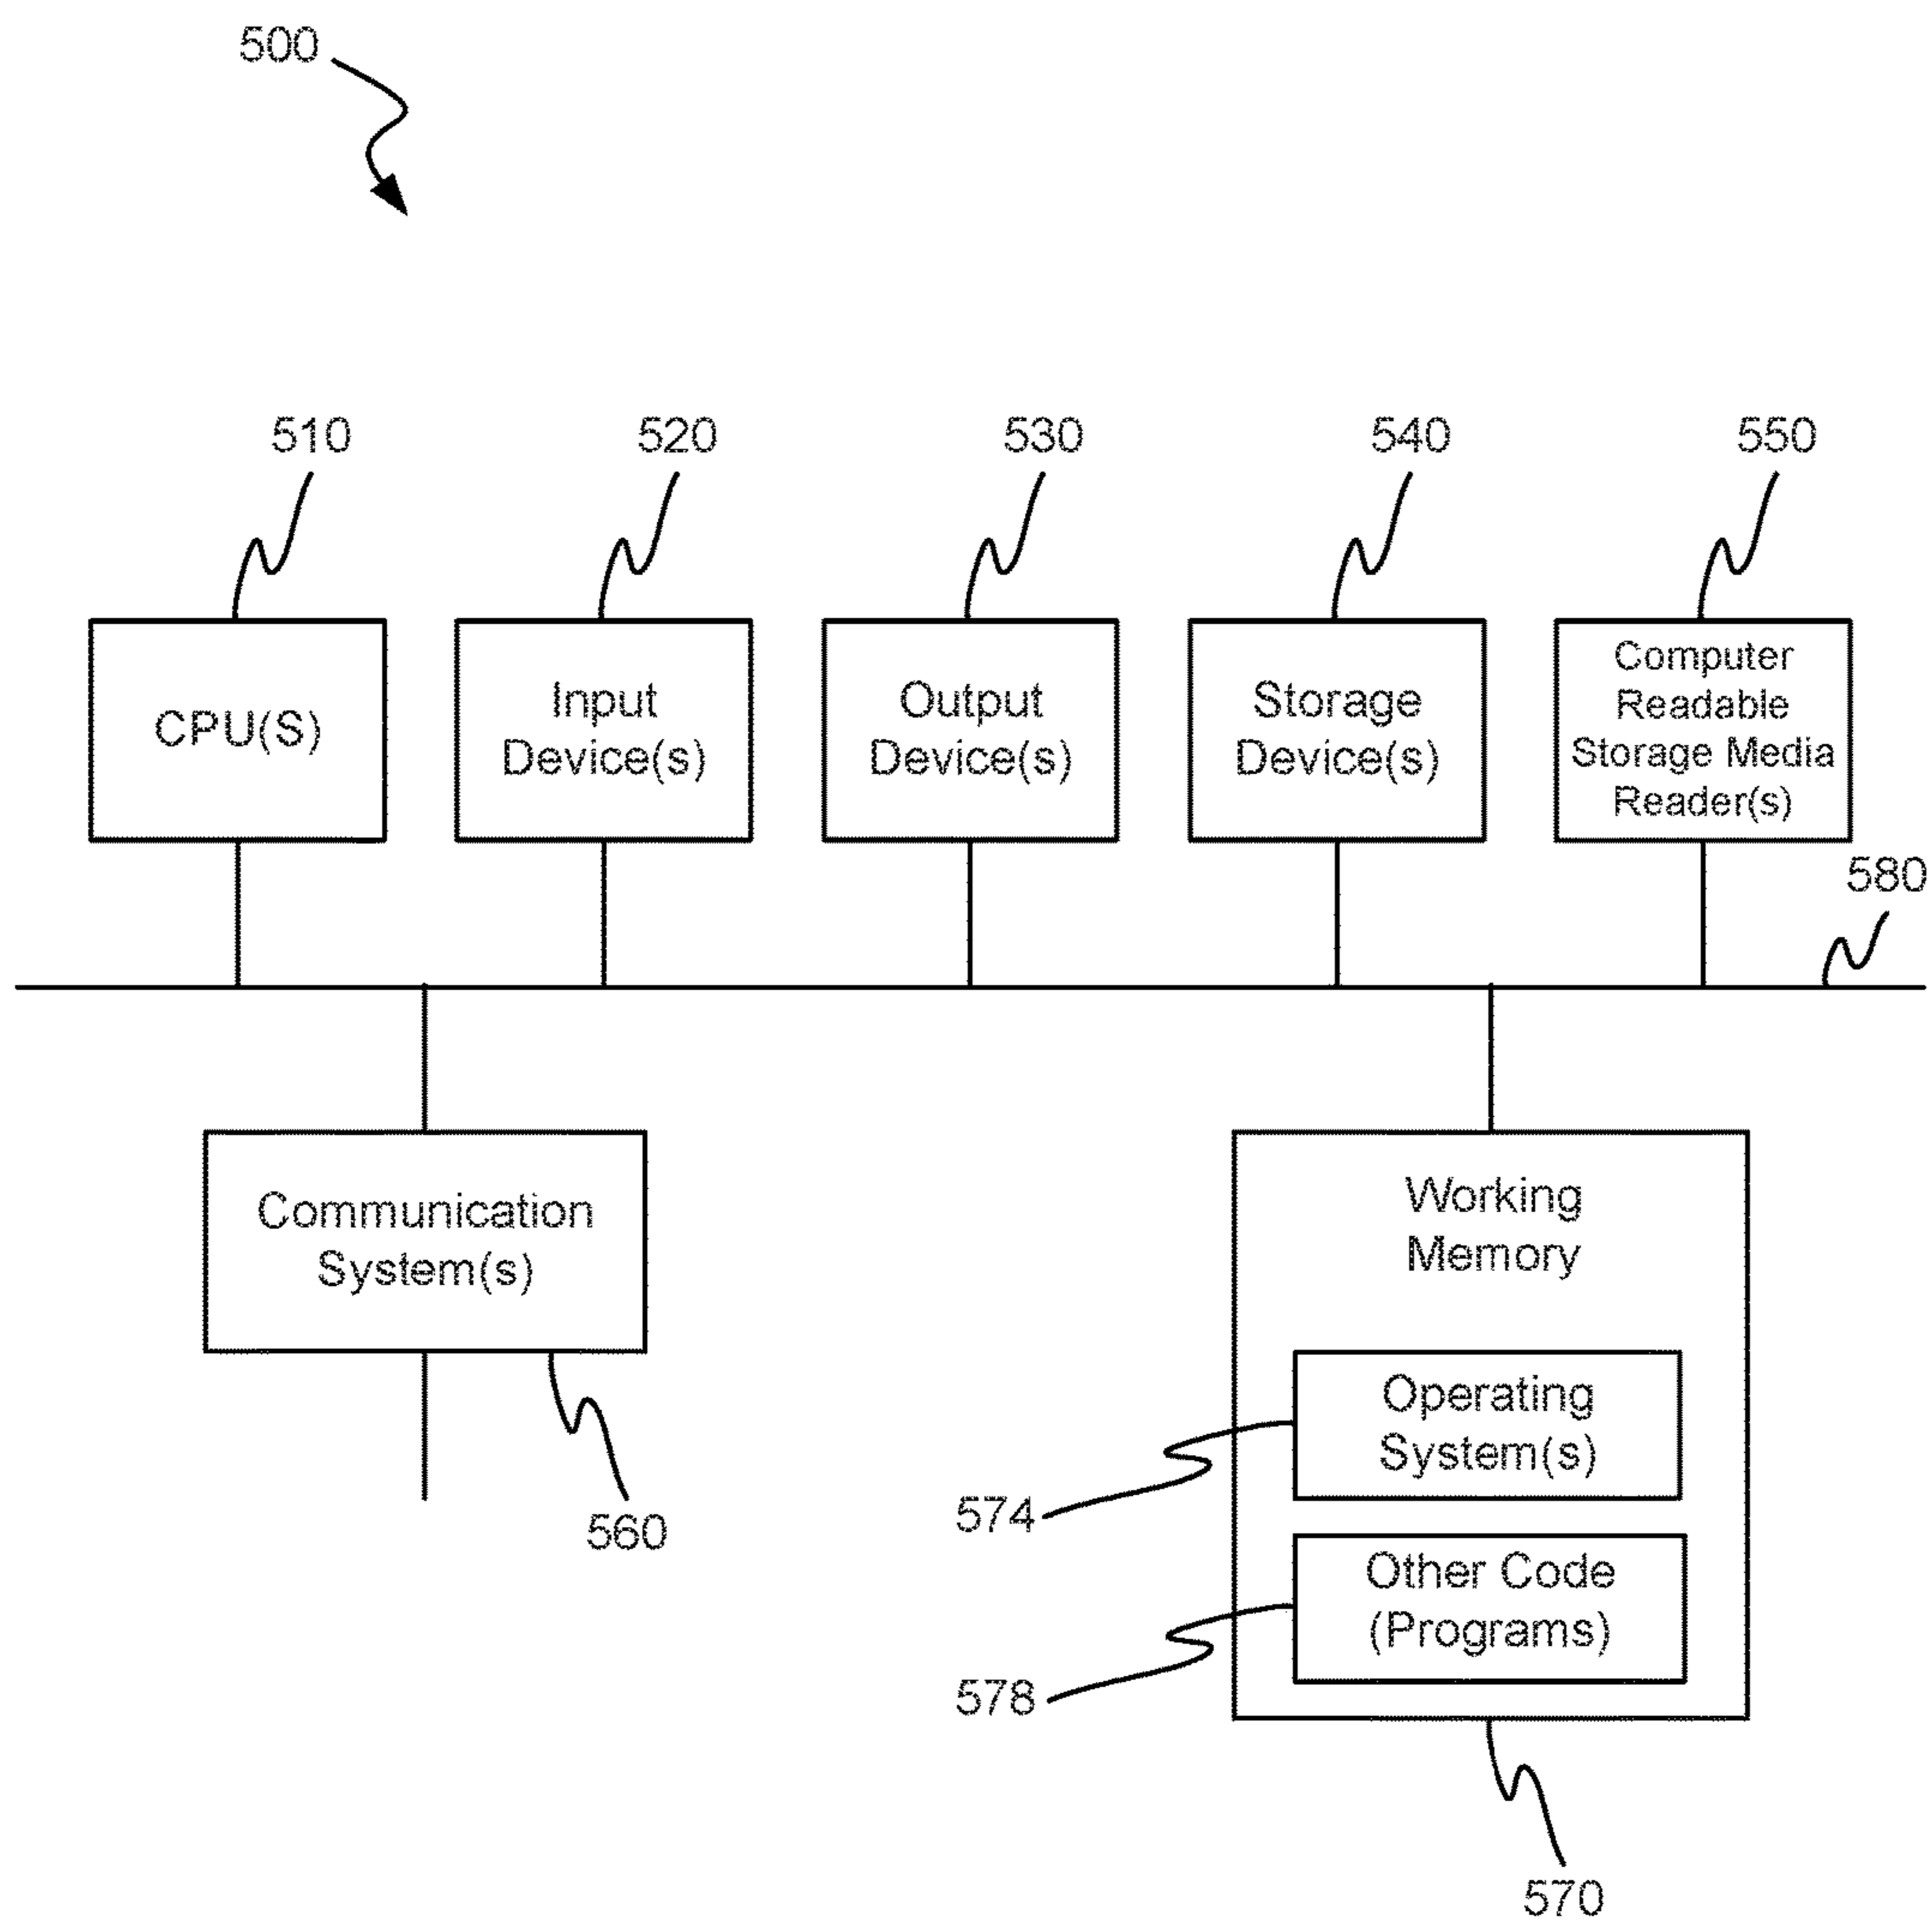 500
510
520
530
540
550
CPU(S)
Input
Device(s)
Output
Device(s)
Storage
Device(s)
Computer
Readable
Storage Media
Reader(s)
580
Communication
System(s)
560
Working
Memory
Operating
System(s)
574
Other Code
(Programs)
578
570